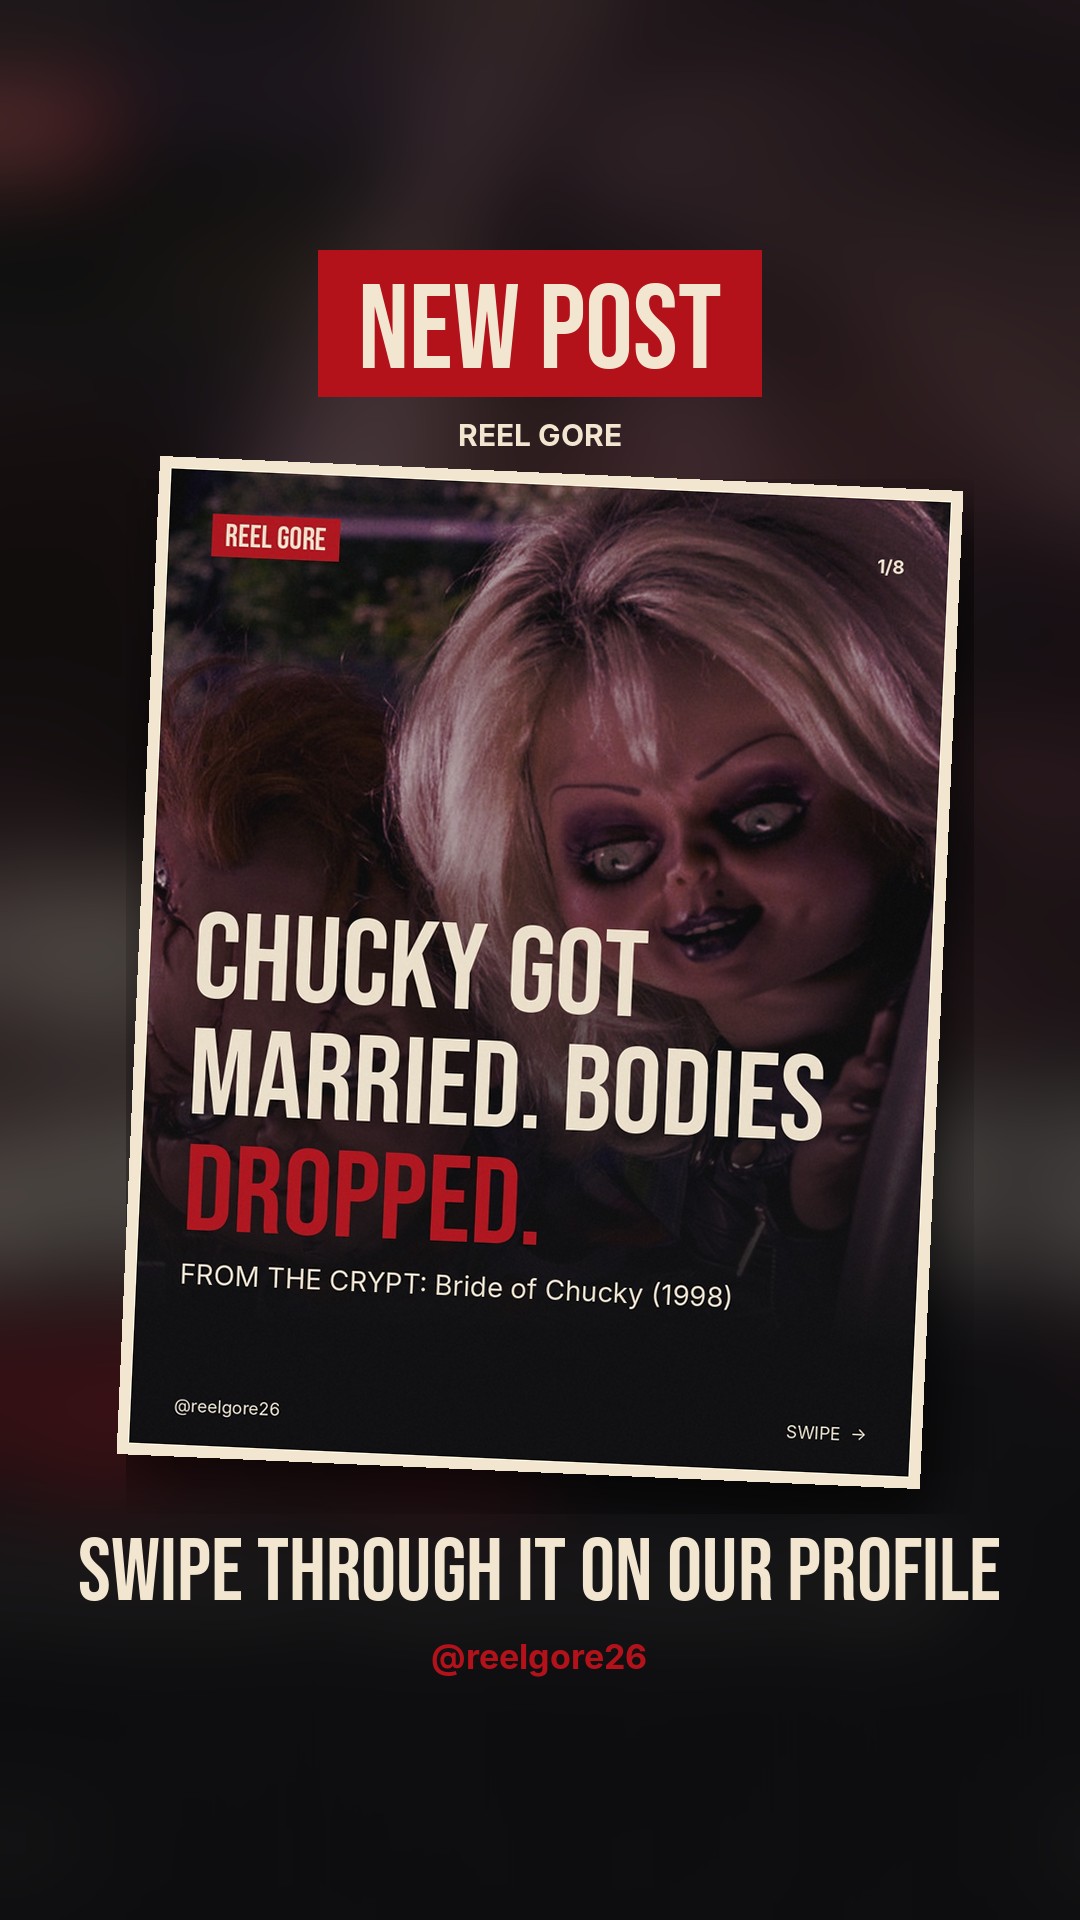 NEW POST
REEL GORE
REEL GORE
1/8
CHUCKY GOT
MARRIED. BODIES
DROPPED.
FROM THE CRYPT: Bride of Chucky (1998)
@reelgore26
SWIPE →
SWIPE THROUGH IT ON OUR PROFILE
@reelgore26